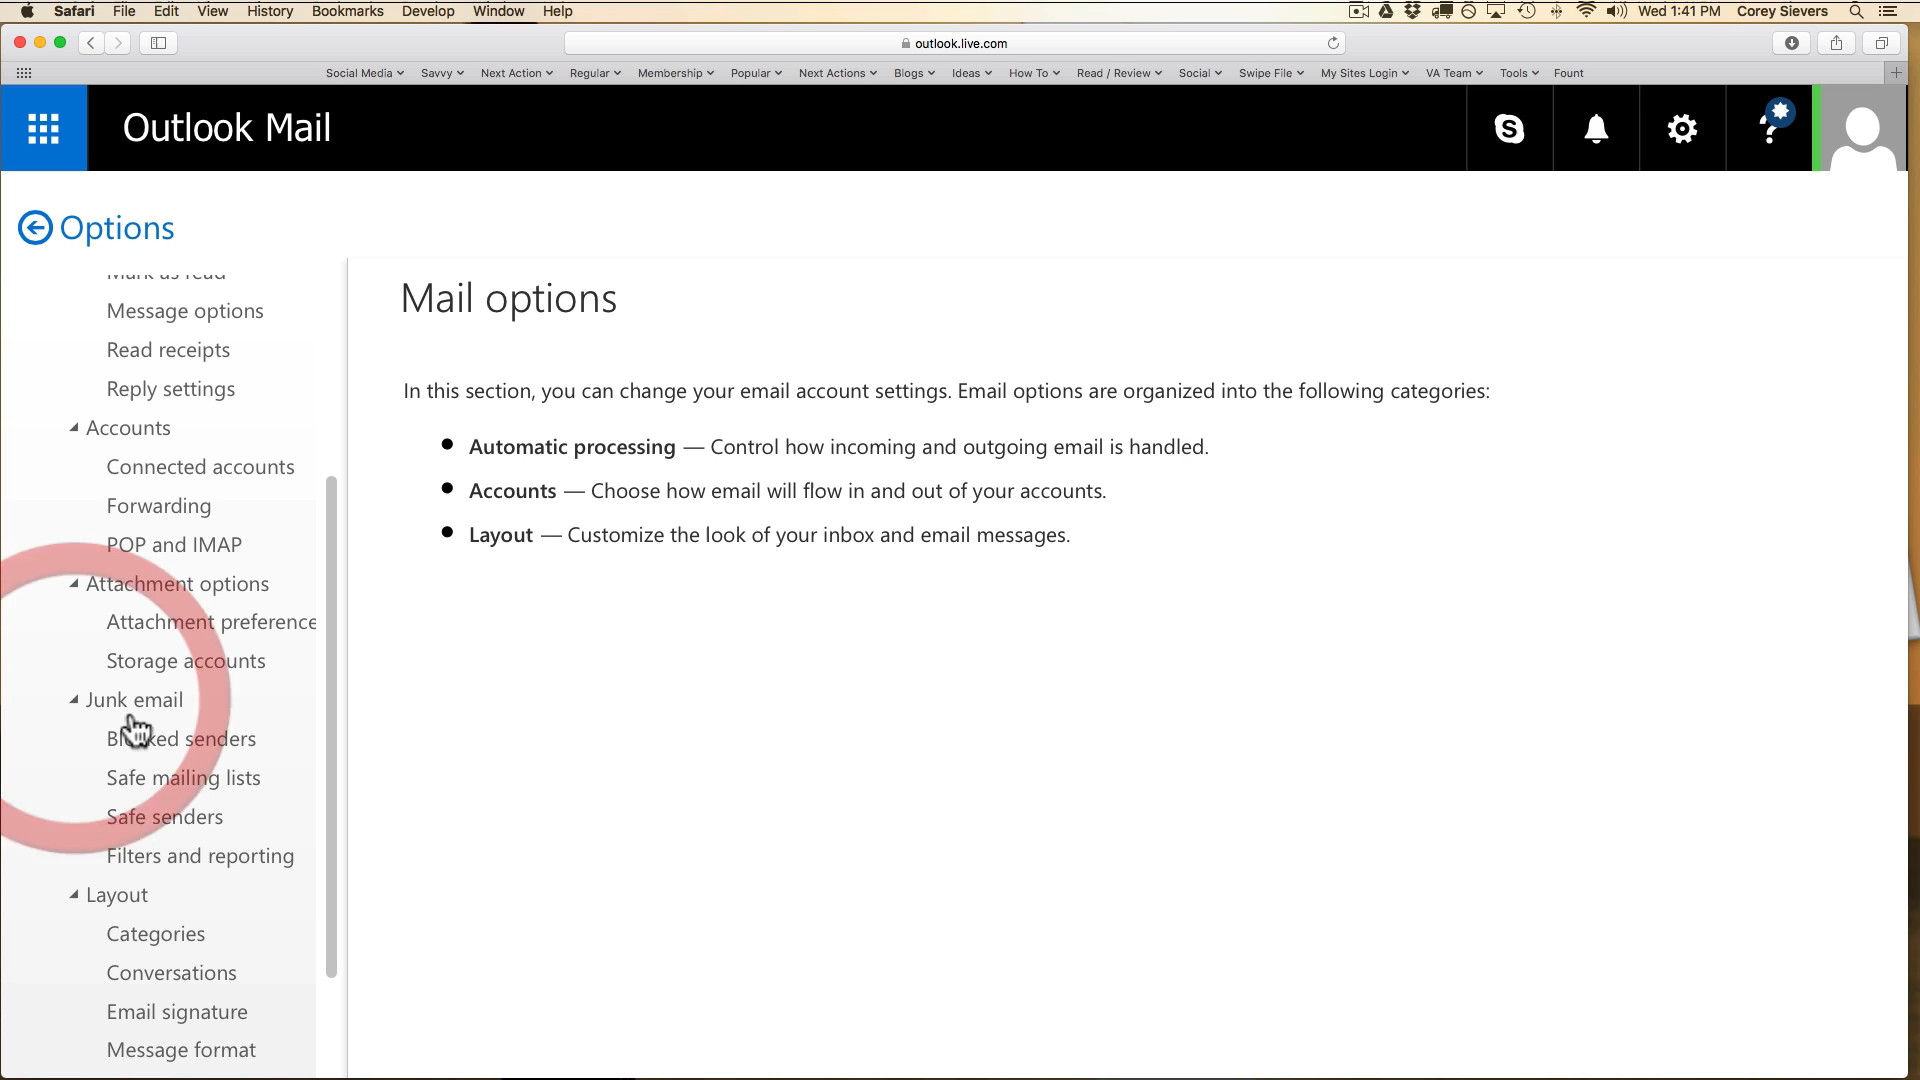 Safari File Edit View History Bookmarks Develop Window Help Wed 1:41 PM Corey Sievers
outlook.live.com
Social Media Savvy Next Action Regular Membership Popular Next Actions Blogs Ideas How To Read / Review Social Swipe File My Sites Login VA Team Tools Fount
Outlook Mail
Options
Mark as read
Message options
Read receipts
Reply settings
Accounts
Connected accounts
Forwarding
POP and IMAP
Attachment options
Attachment preference
Storage accounts
Junk email
Blocked senders
Safe mailing lists
Safe senders
Filters and reporting
Layout
Categories
Conversations
Email signature
Message format
Mail options
In this section, you can change your email account settings. Email options are organized into the following categories:
Automatic processing — Control how incoming and outgoing email is handled.
Accounts — Choose how email will flow in and out of your accounts.
Layout — Customize the look of your inbox and email messages.